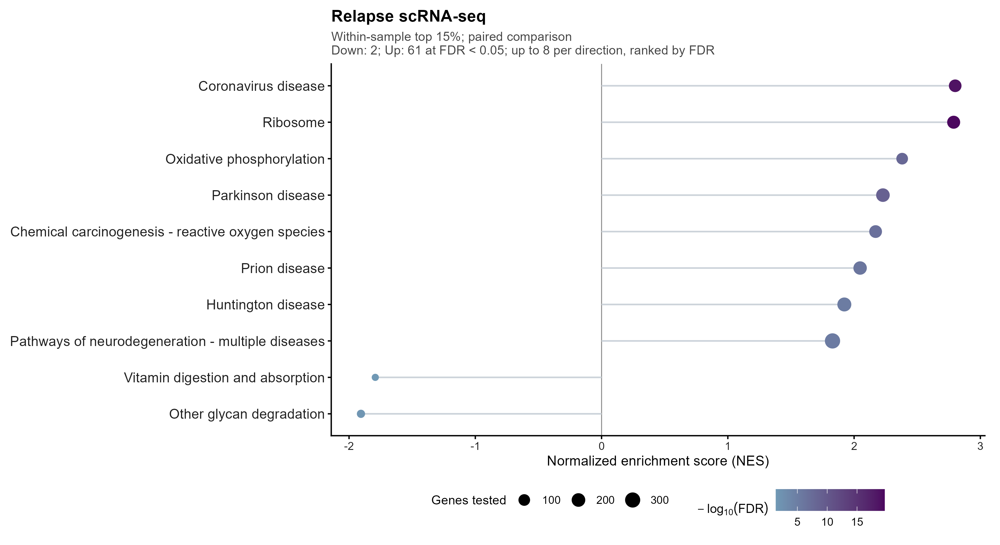 Relapse scRNA-seq
Within-sample top 15%; paired comparison
Down: 2; Up: 61 at FDR < 0.05; up to 8 per direction, ranked by FDR
Coronavirus disease
Ribosome
Oxidative phosphorylation
Parkinson disease
Chemical carcinogenesis - reactive oxygen species
Prion disease
Huntington disease
Pathways of neurodegeneration - multiple diseases
Vitamin digestion and absorption
Other glycan degradation
-2 -1 0 1 2 3
Normalized enrichment score (NES)
Genes tested 100 200 300
− log₁₀(FDR)
5 10 15